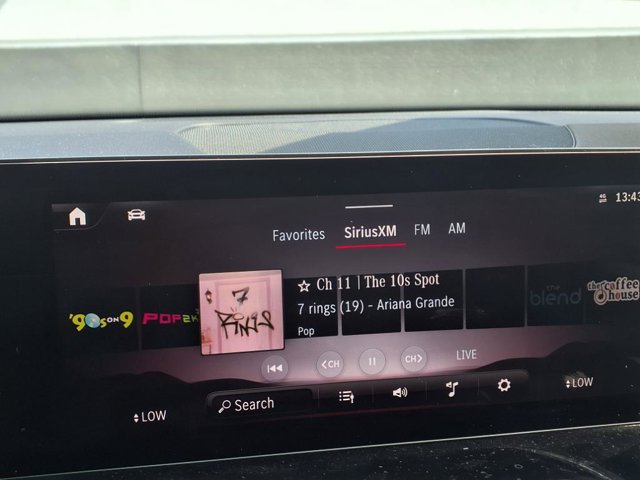 4G
13:43
Favorites SiriusXM FM AM
Ch 11 | The 10s Spot
7 rings (19) - Ariana Grande
Pop
7
RINGS
'90s ON 9
POP2K
the blend
the coffee house
<CH
CH>
LIVE
Search
LOW
LOW